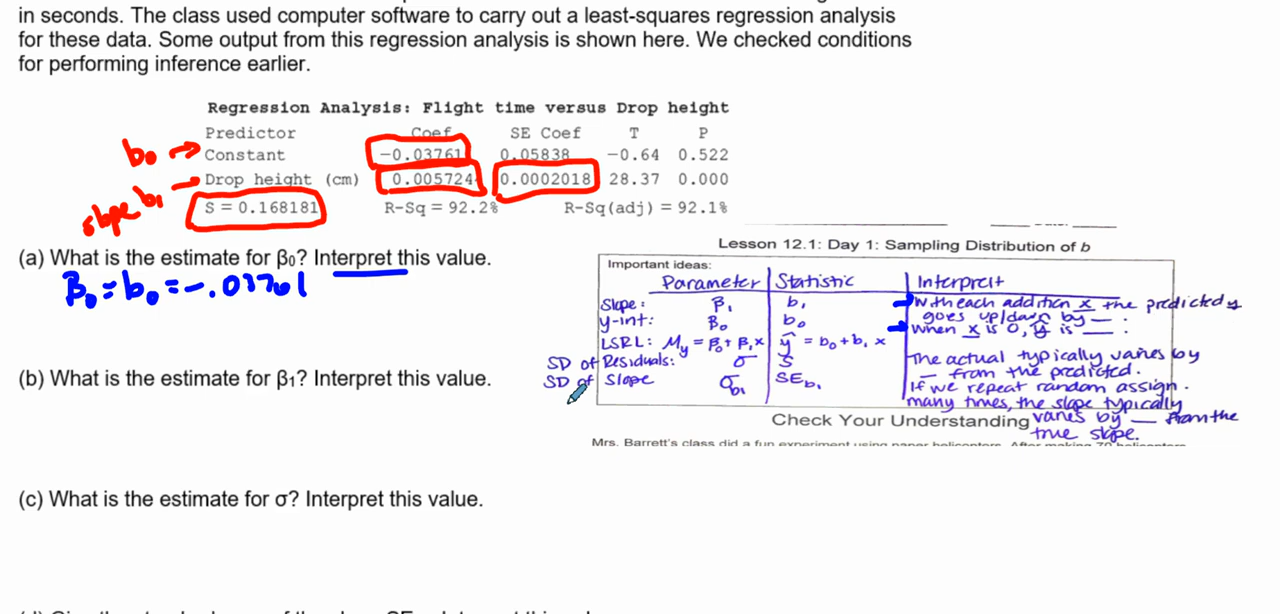 in seconds. The class used computer software to carry out a least-squares regression analysis
for these data. Some output from this regression analysis is shown here. We checked conditions
for performing inference earlier.
Regression Analysis: Flight time versus Drop height
Predictor Coef SE Coef T P
b₀ Constant -0.03761 0.05838 -0.64 0.522
slope b₁ Drop height (cm) 0.005724 0.0002018 28.37 0.000
S = 0.168181 R-Sq = 92.2% R-Sq(adj) = 92.1%
(a) What is the estimate for β₀? Interpret this value.
β₀ = b₀ = -.03761
(b) What is the estimate for β₁? Interpret this value.
(c) What is the estimate for σ? Interpret this value.
Lesson 12.1: Day 1: Sampling Distribution of b
Important ideas:
Parameter Statistic Interpret
Slope: β₁ b₁ With each addition x the predicted y
goes up/down by __.
y-int: β₀ b₀ When x is 0, ŷ is __.
LSRL: μy = β₀ + β₁x ŷ = b₀ + b₁x
SD of Residuals: σ S The actual typically varies by
__ from the predicted.
SD of Slope σb₁ SEb₁ If we repeat random assign.
many times, the slope typically
varies by __ from the
true slope.
Check Your Understanding
Mrs. Barrett's class did a fun experiment using paper helicopters. After making 70 helicopters